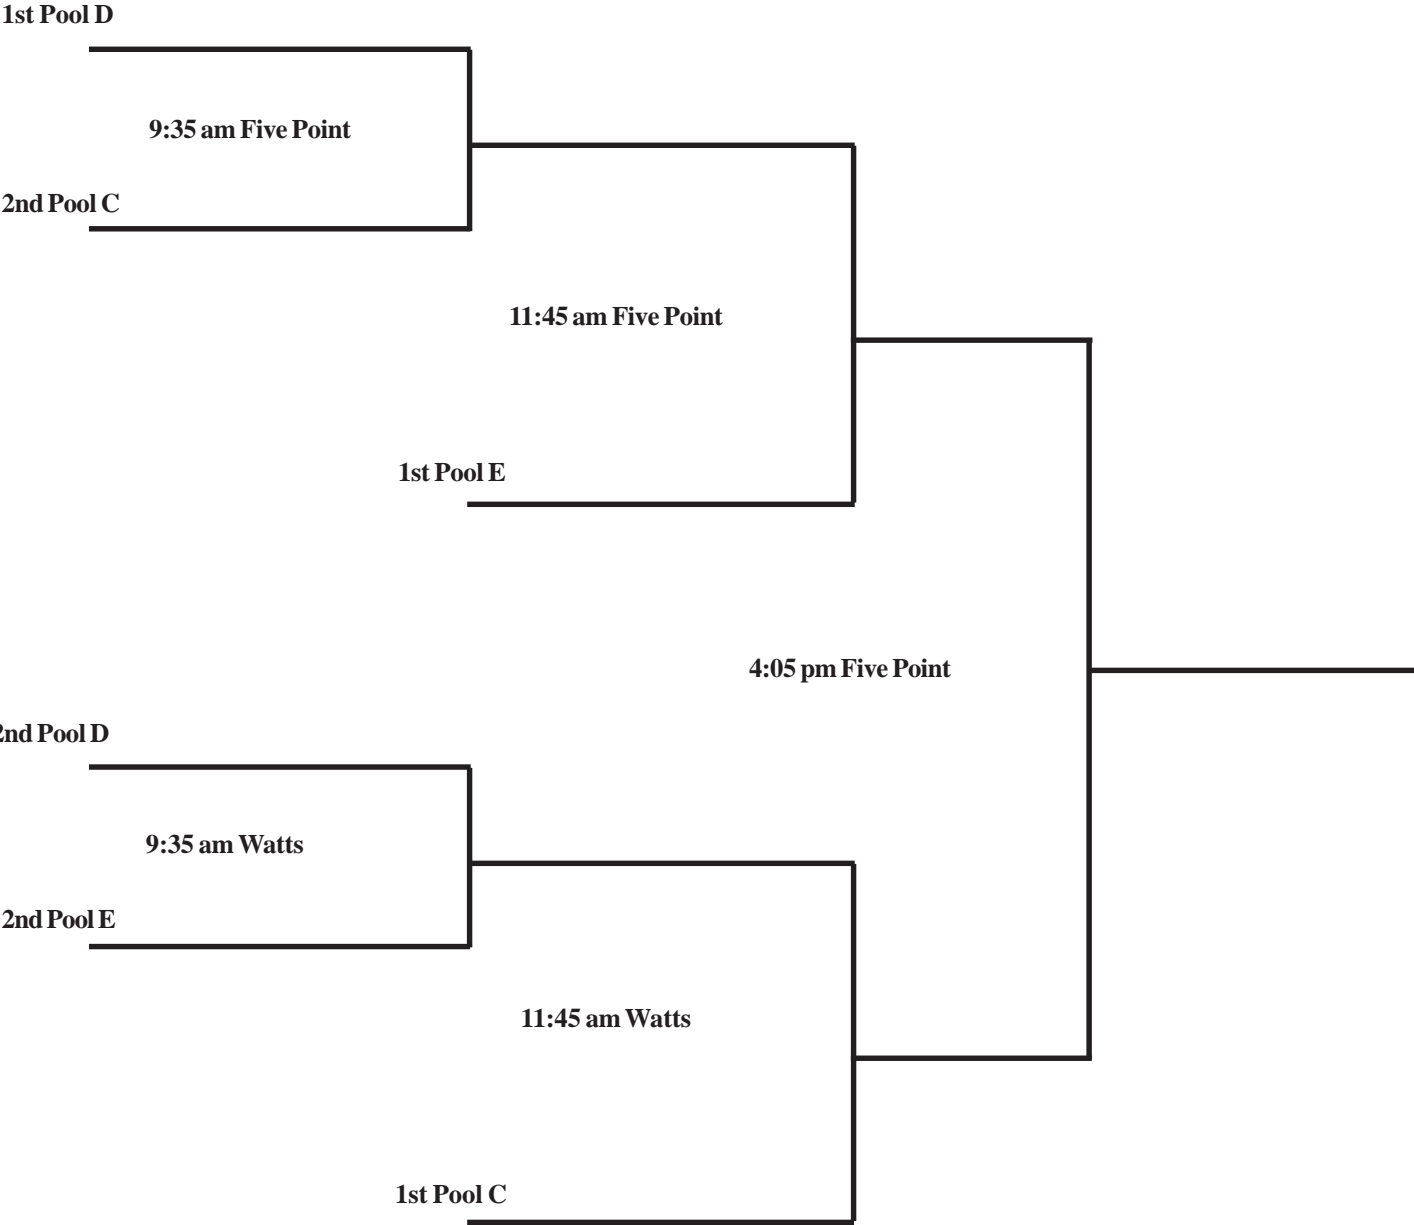 1st Pool D
9:35 am Five Point
2nd Pool C
11:45 am Five Point
1st Pool E
4:05 pm Five Point
2nd Pool D
9:35 am Watts
2nd Pool E
11:45 am Watts
1st Pool C